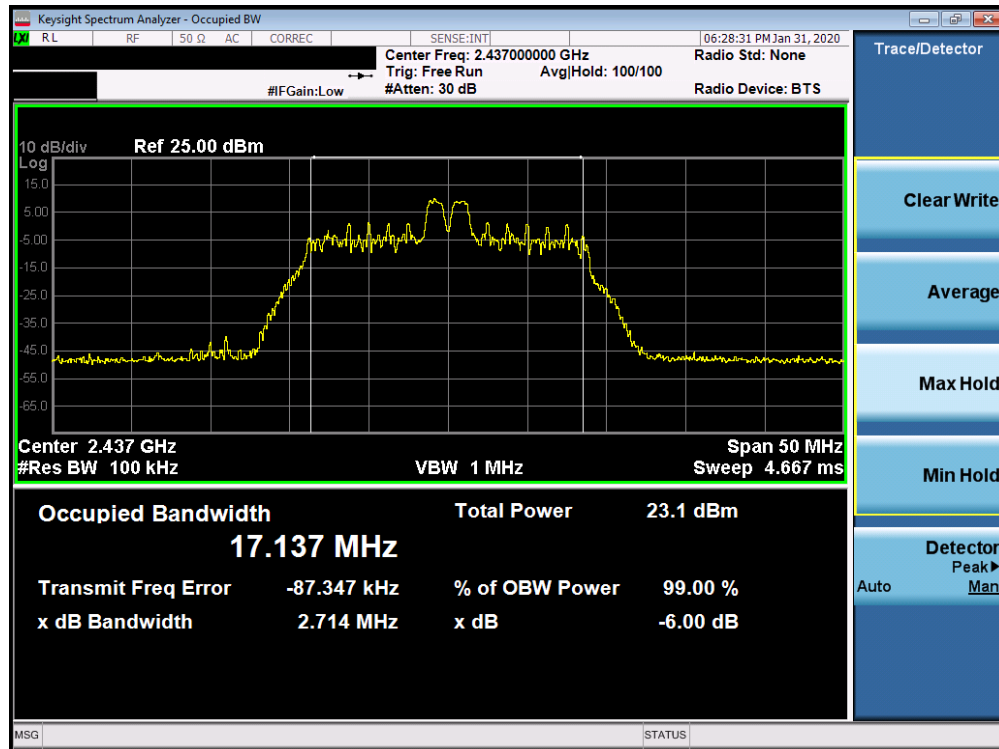 Keysight Spectrum Analyzer - Occupied BW
LXI RL RF 50 Ω AC CORREC SENSE:INT 06:28:31 PM Jan 31, 2020
Center Freq: 2.437000000 GHz Radio Std: None
Trig: Free Run Avg|Hold: 100/100
#IFGain:Low #Atten: 30 dB Radio Device: BTS
10 dB/div Ref 25.00 dBm
Log
15.0
5.00
-5.00
-15.0
-25.0
-35.0
-45.0
-55.0
-65.0
Center 2.437 GHz Span 50 MHz
#Res BW 100 kHz VBW 1 MHz Sweep 4.667 ms
Occupied Bandwidth Total Power 23.1 dBm
17.137 MHz
Transmit Freq Error -87.347 kHz % of OBW Power 99.00 %
x dB Bandwidth 2.714 MHz x dB -6.00 dB
MSG STATUS
Trace/Detector
Clear Write
Average
Max Hold
Min Hold
Detector
Peak▶
Auto Man